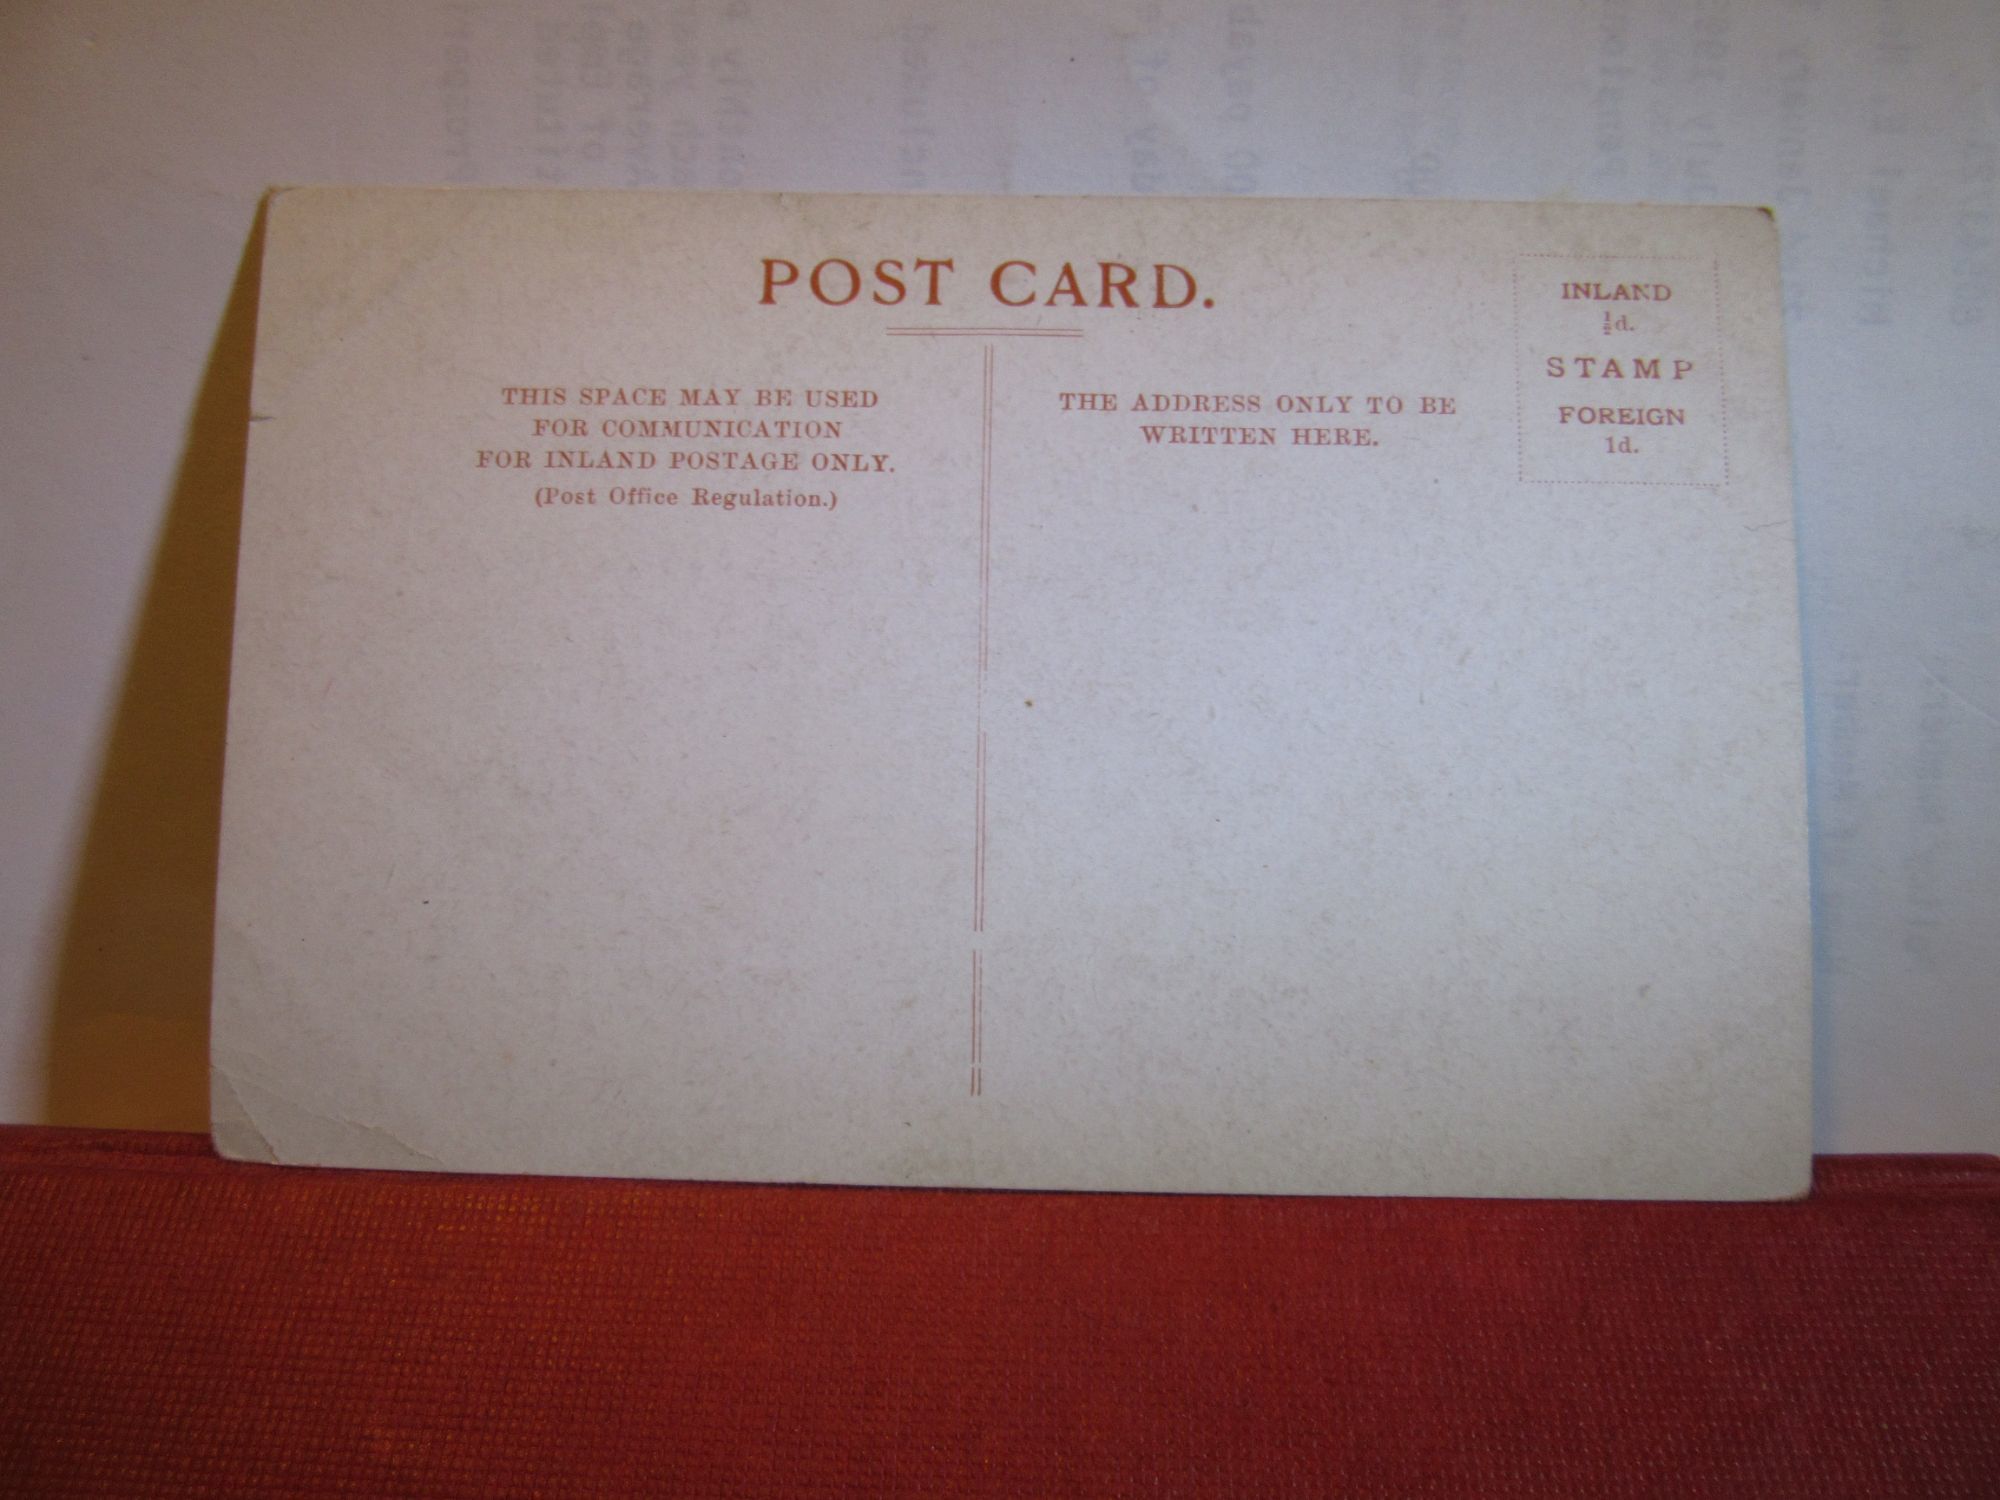 POST CARD.
THIS SPACE MAY BE USED
FOR COMMUNICATION
FOR INLAND POSTAGE ONLY.
(Post Office Regulation.)
THE ADDRESS ONLY TO BE
WRITTEN HERE.
INLAND
½d.
STAMP
FOREIGN
1d.